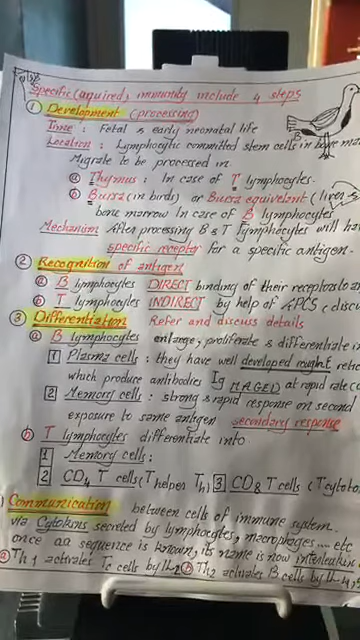 Specific (aquired) immunity include 4 steps
① Development (processing)
Time : Fetal & early neonatal life
Location : Lymphocytic committed stem cells in bone
Migrate to be processed in
ⓐ Thymus : In case of T lymphocytes.
ⓑ Bursa (in birds) or Bursa equivalent (liver &
bone marrow In case of B lymphocytes
Mechanism After processing B & T lymphocytes will
specific receptor for a specific antigen.
② Recognition of antigen
ⓐ B lymphocytes DIRECT binding of their receptors to
ⓑ T lymphocytes INDIRECT by help of APCS
③ Differentiation Refer and discuss details
ⓐ B lymphocytes enlarge, proliferate & differentiate
1 Plasma cells : they have well developed rough E
which produce antibodies Ig MAGED at rapid rate
2 Memory cells : strong & rapid response on second
exposure to same antigen secondary response
ⓑ T lymphocytes differentiate into
1 Memory cells :
2 CD4 T cells (T helper Th) 3 CD8 T cells
Communication between cells of immune system
via Cytokins secreted by lymphocytes, macrophages.... etc
once aa sequence is known, its name is now interleukin
ⓐ Th1 activates Tc cells by IL2 ⓑ Th2 activates B cells by